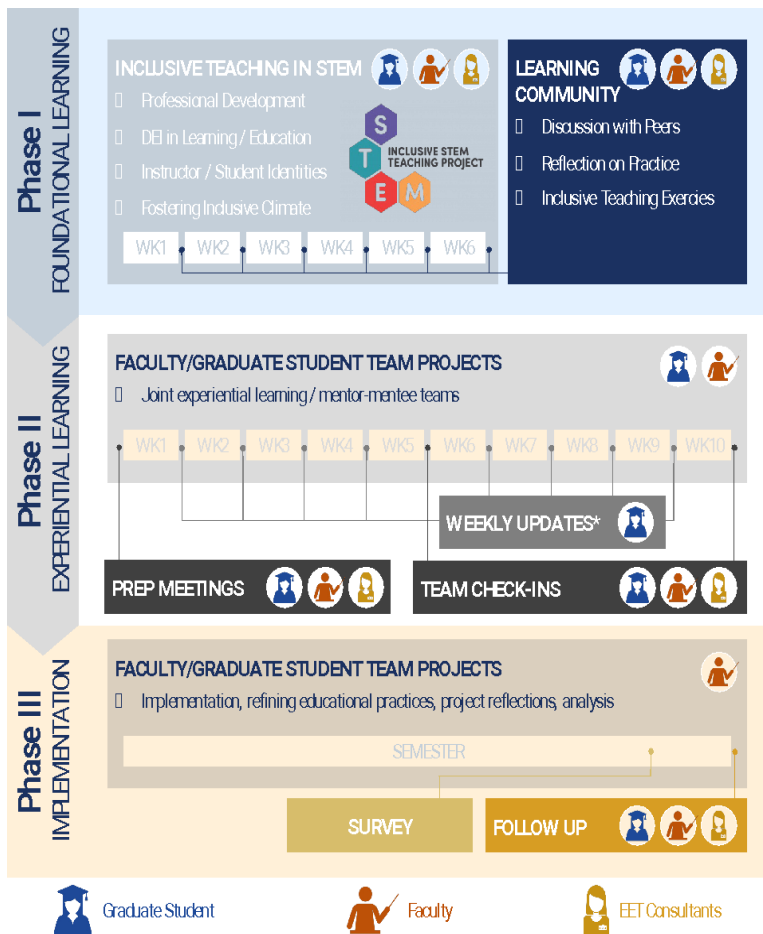 Phase I
FOUNDATIONAL LEARNING
INCLUSIVE TEACHING IN STEM
Professional Development
DEI in Learning / Education
Instructor / Student Identities
Fostering Inclusive Climate
S
T
E
M
INCLUSIVE STEM
TEACHING PROJECT
WK1
WK2
WK3
WK4
WK5
WK6
LEARNING
COMMUNITY
Discussion with Peers
Reflection on Practice
Inclusive Teaching Exercies
Phase II
EXPERIENTIAL LEARNING
FACULTY/GRADUATE STUDENT TEAM PROJECTS
Joint experiential learning / mentor-mentee teams
WK1
WK2
WK3
WK4
WK5
WK6
WK7
WK8
WK9
WK10
WEEKLY UPDATES*
PREP MEETINGS
TEAM CHECK-INS
Phase III
IMPLEMENTATION
FACULTY/GRADUATE STUDENT TEAM PROJECTS
Implementation, refining educational practices, project reflections, analysis
SEMESTER
SURVEY
FOLLOW UP
Graduate Student
Faculty
EET Consultants